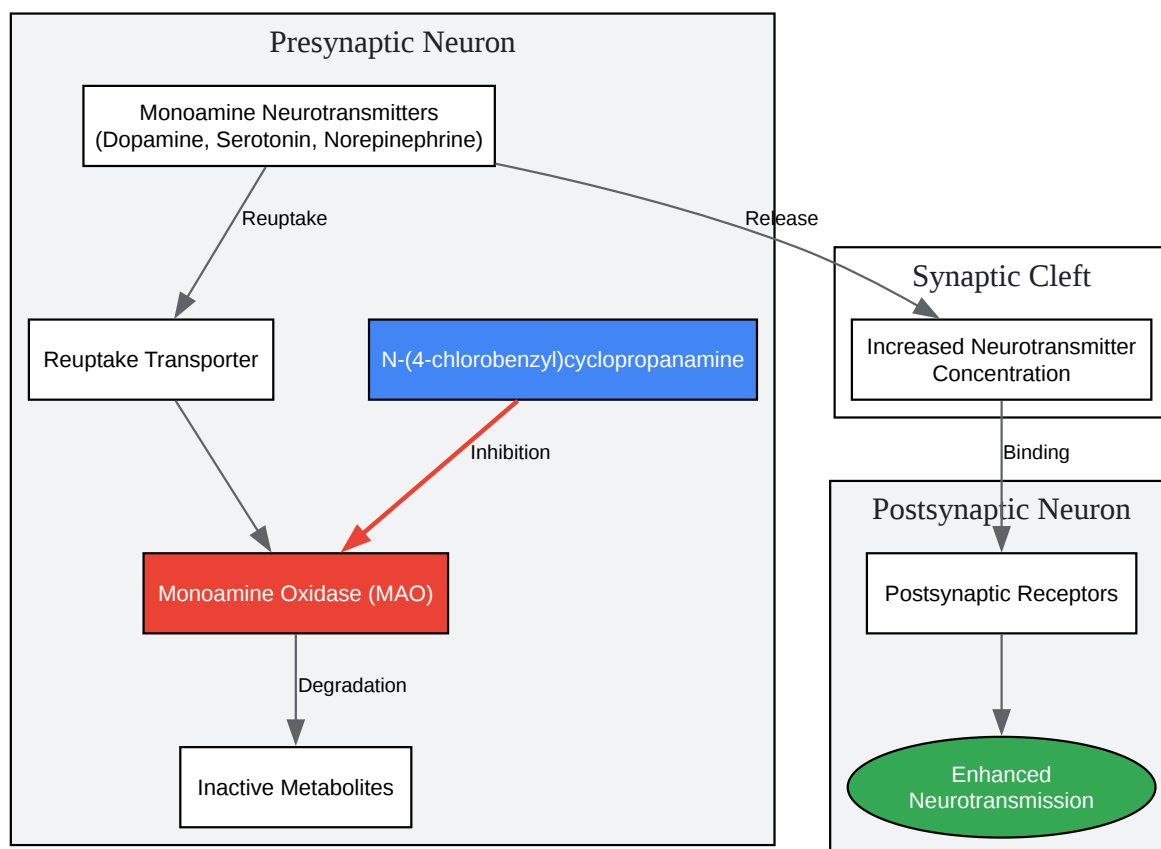 Presynaptic Neuron
Monoamine Neurotransmitters
(Dopamine, Serotonin, Norepinephrine)
Reuptake
Release
Synaptic Cleft
Reuptake Transporter
N-(4-chlorobenzyl)cyclopropanamine
Increased Neurotransmitter
Concentration
Inhibition
Binding
Postsynaptic Neuron
Monoamine Oxidase (MAO)
Postsynaptic Receptors
Degradation
Inactive Metabolites
Enhanced
Neurotransmission